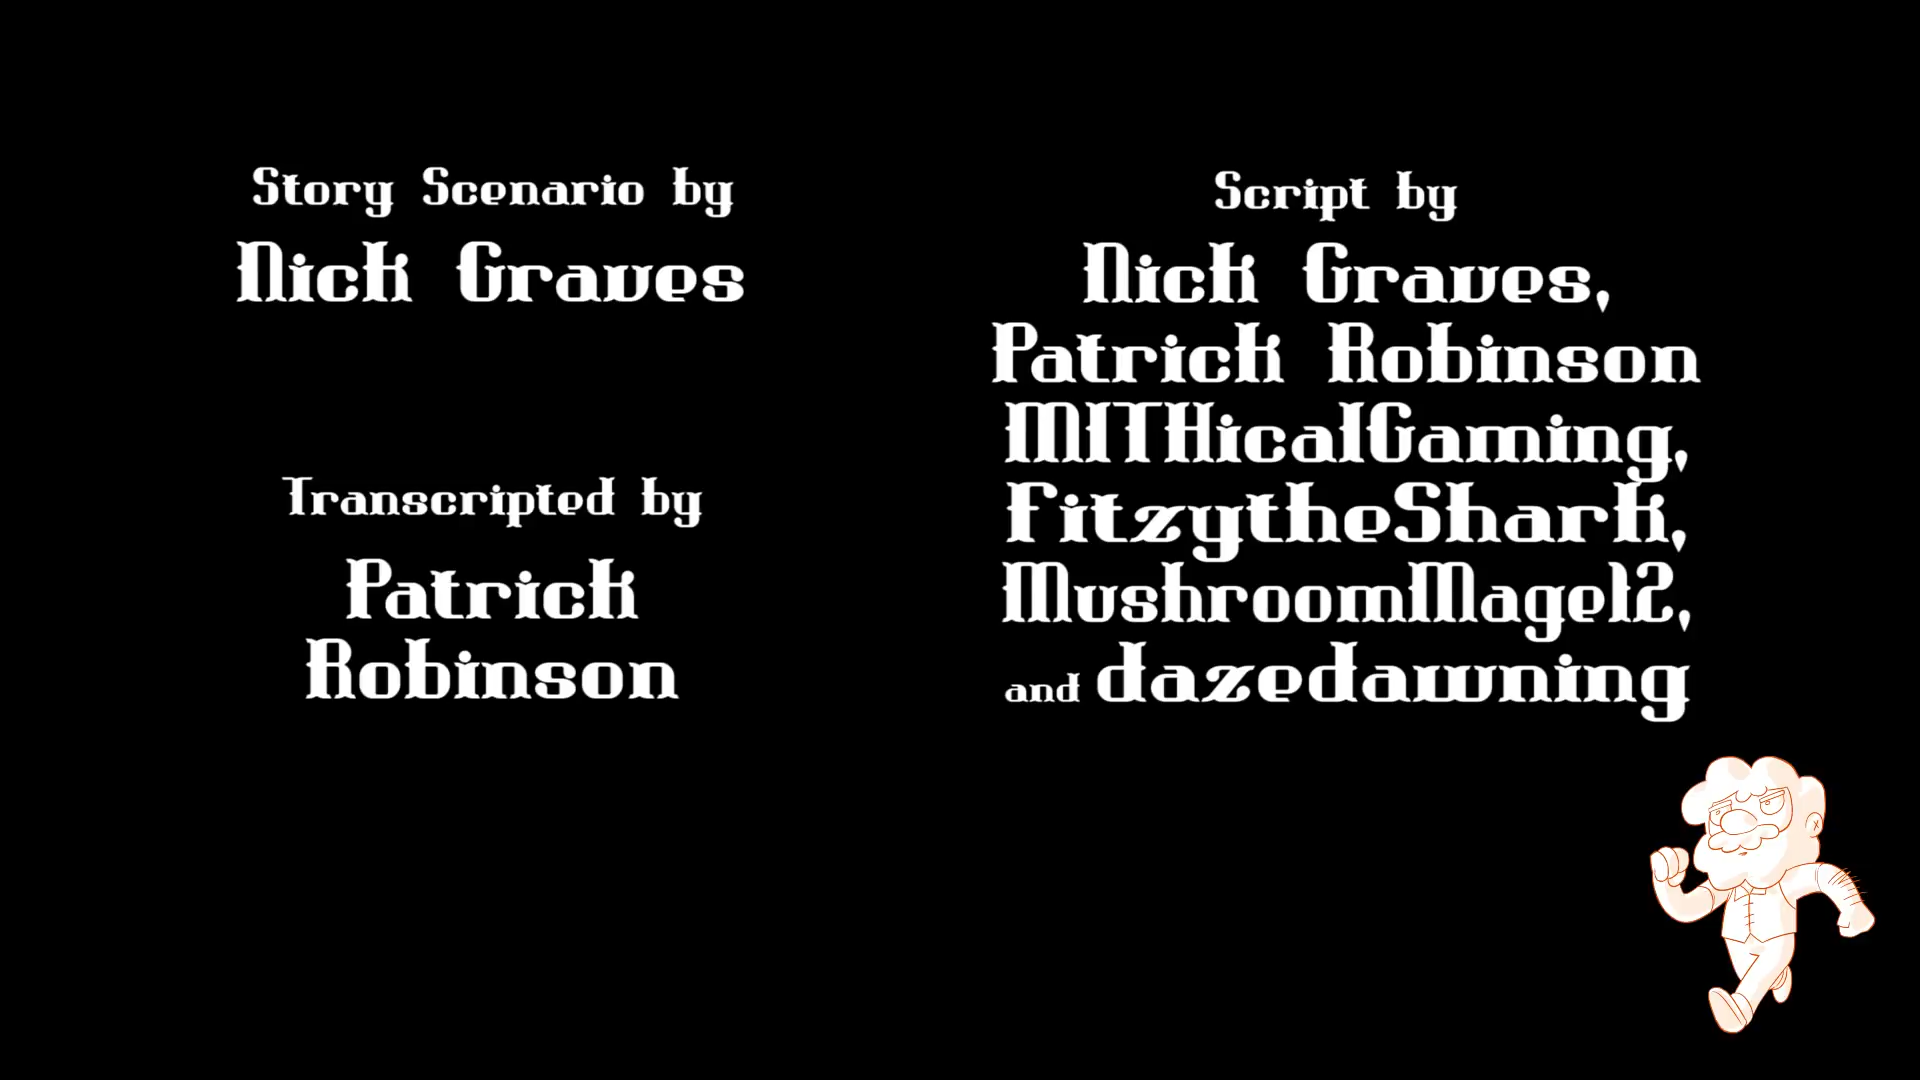 Story Scenario by
Nick Graves
Transcripted by
Patrick
Robinson
Script by
Nick Graves,
Patrick Robinson
MITHicalGaming,
FitzytheShark,
MushroomMage12,
and dazedawning